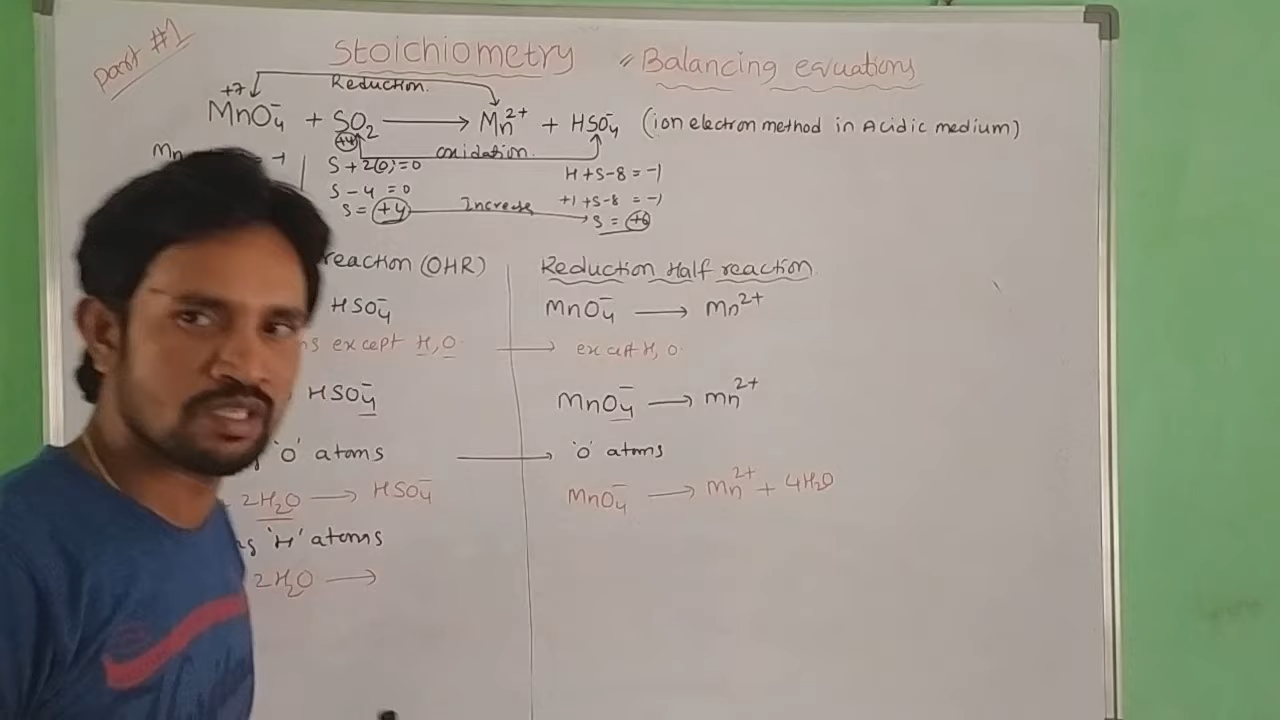 Part #1
Stoichiometry "Balancing equations
+7 Reduction.
MnO₄⁻ + SO₂ ⟶ Mn²⁺ + HSO₄⁻ (ion electron method in Acidic medium)
+4 oxidation.
Mn
S + 2(0) = 0 H + S - 8 = -1
S - 4 = 0 +1 + S - 8 = -1
S = +4 Increase S = +6
reaction (OHR) Reduction Half reaction
HSO₄⁻ MnO₄⁻ ⟶ Mn²⁺
except H, O. ⟶ except H, O.
HSO₄⁻ MnO₄⁻ ⟶ mn²⁺
'O' atoms ⟶ 'O' atoms
2H₂O ⟶ HSO₄⁻ MnO₄⁻ ⟶ Mn²⁺ + 4H₂O
'H' atoms
2H₂O ⟶